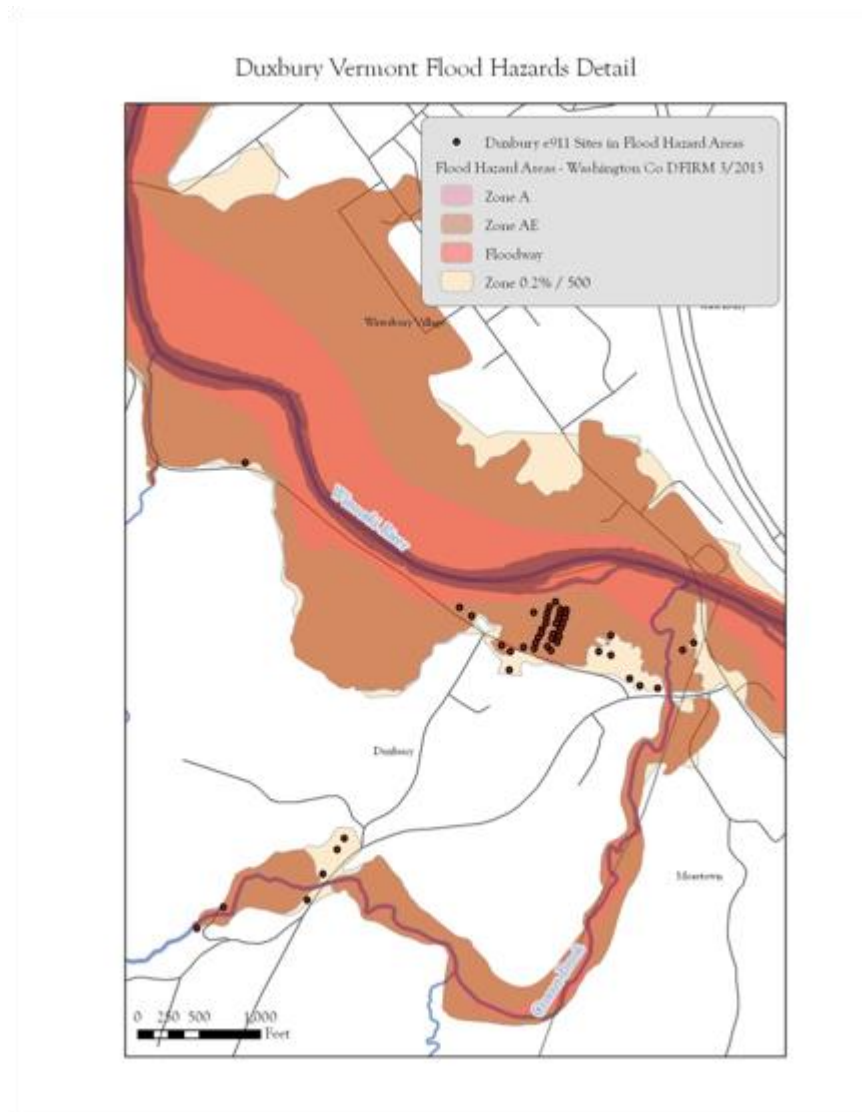 Duxbury Vermont Flood Hazards Detail
Duxbury e911 Sites in Flood Hazard Areas
Flood Hazard Areas - Washington Co DFIRM 3/2013
Zone A
Zone AE
Floodway
Zone 0.2% / 500
Waterbury Village
Winooski River
Duxbury
Moretown
0 250 500 1,000
Feet